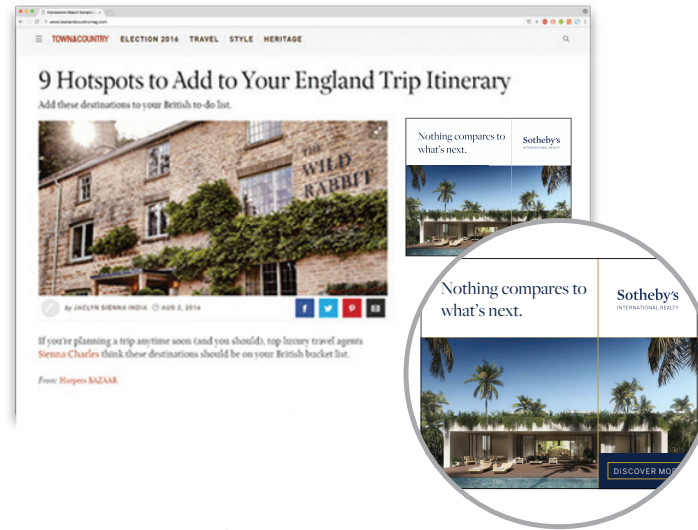 www.townandcountrymag.com
TOWN&COUNTRY ELECTION 2016 TRAVEL STYLE HERITAGE
9 Hotspots to Add to Your England Trip Itinerary
Add these destinations to your British to-do list.
THE
WILD
RABBIT
By JACLYN SIENNA INDIA AUG 2, 2016
If you're planning a trip anytime soon (and you should), top luxury travel agents
Sienna Charles think these destinations should be on your British bucket list.
From: Harpers BAZAAR
Nothing compares to
what's next.
Sotheby's
INTERNATIONAL REALTY
Nothing compares to
what's next.
Sotheby's
INTERNATIONAL REALTY
DISCOVER MO